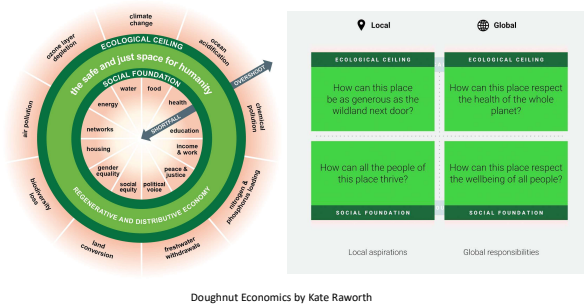 climate
change
ozone layer
depletion
ocean
acidification
ECOLOGICAL CEILING
the safe and just space for humanity
OVERSHOOT
SOCIAL FOUNDATION
water
food
energy
health
SHORTFALL
air pollution
chemical
pollution
networks
education
housing
income
& work
gender
equality
peace &
justice
social
equity
political
voice
REGENERATIVE AND DISTRIBUTIVE ECONOMY
biodiversity
loss
nitrogen &
phosphorus loading
land
conversion
freshwater
withdrawals
Local
Global
ECOLOGICAL CEILING
ECOLOGICAL CEILING
How can this place
be as generous as the
wildland next door?
How can this place respect
the health of the whole
planet?
How can all the people of
this place thrive?
How can this place respect
the wellbeing of all people?
SOCIAL FOUNDATION
SOCIAL FOUNDATION
Local aspirations
Global responsibilities
Doughnut Economics by Kate Raworth